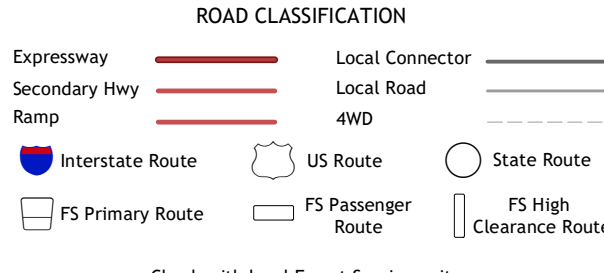 ROAD CLASSIFICATION
Expressway
Local Connector
Secondary Hwy
Local Road
Ramp
4WD
Interstate Route
US Route
State Route
FS Primary Route
FS Passenger
Route
FS High
Clearance Route